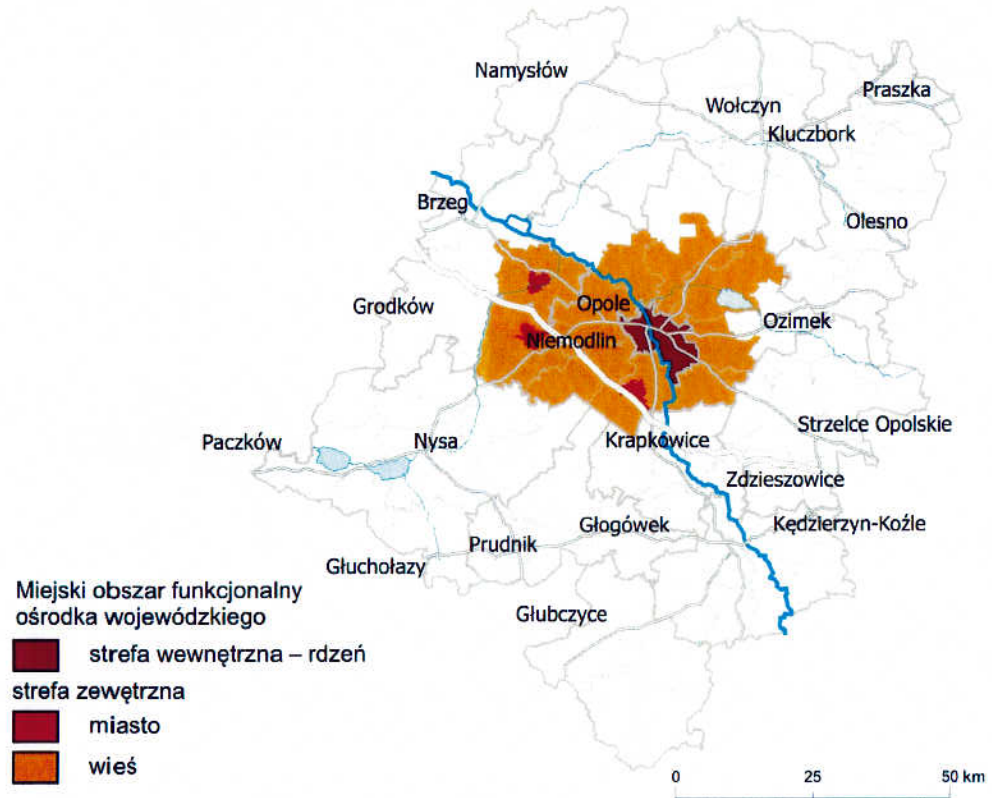 Namysłów
Praszka
Wołczyn
Kluczbork
Brzeg
Olesno
Grodków
Opole
Ozimek
Niemodlin
Strzelce Opolskie
Krapkowice
Paczków
Nysa
Zdzieszowice
Głogówek
Kędzierzyn-Koźle
Prudnik
Głuchołazy
Głubczyce
Miejski obszar funkcjonalny
ośrodka wojewódzkiego
strefa wewnętrzna – rdzeń
strefa zewętrzna
miasto
wieś
0 25 50 km